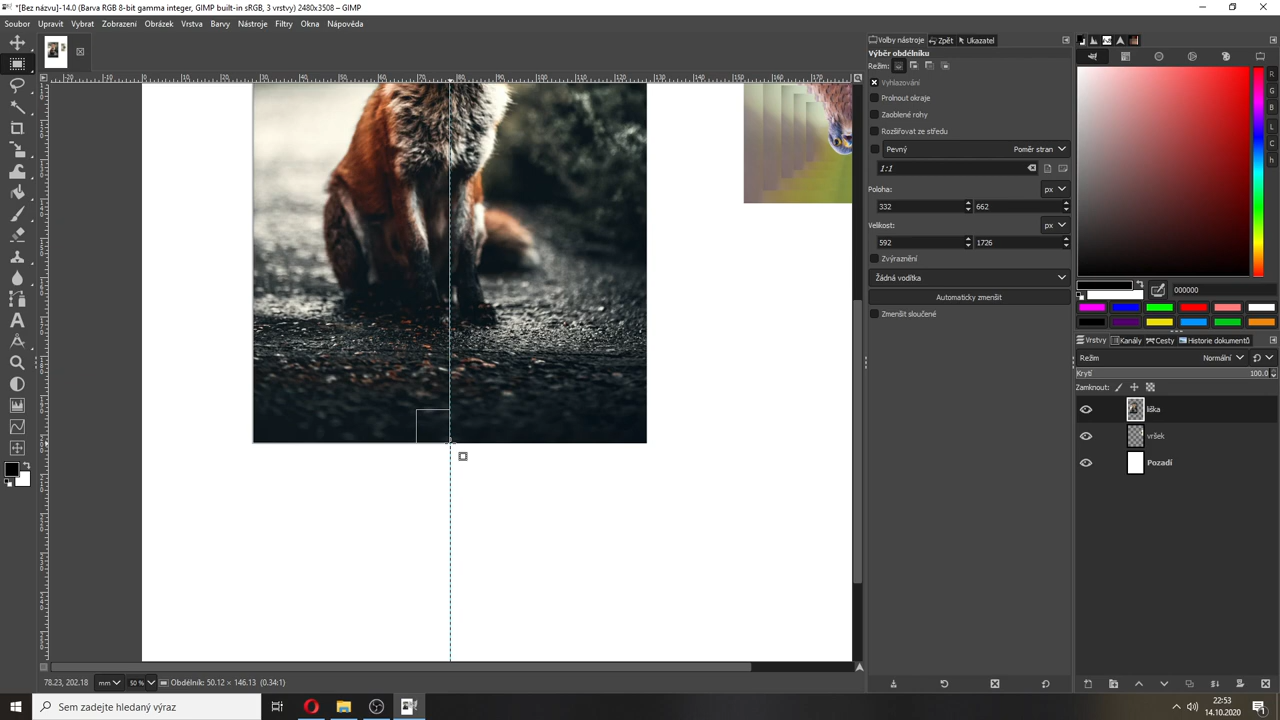 *[Bez názvu]-14.0 (Barva RGB 8-bit gamma integer, GIMP built-in sRGB, 3 vrstvy) 2480x3508 – GIMP
Soubor Upravit Vybrat Zobrazení Obrázek Vrstva Barvy Nástroje Filtry Okna Nápověda
Volby nástroje Zpět Ukazatel
Výběr obdélníku
Režim:
Vyhlazování
Prolnout okraje
Zaoblené rohy
Rozšiřovat ze středu
Pevný Poměr stran
1:1
Poloha: px
332 662
Velikost: px
592 1726
Zvýraznění
Žádná vodítka
Automaticky zmenšit
Zmenšit sloučené
R
G
B
L
C
h
000000
Vrstvy Kanály Cesty Historie dokumentů
Režim Normální
Krytí 100.0
Zamknout:
liška
vršek
Pozadí
78.23, 202.18 mm 50 % Obdélník: 50.12 × 146.13 (0.34:1)
Sem zadejte hledaný výraz
22:53
14.10.2020